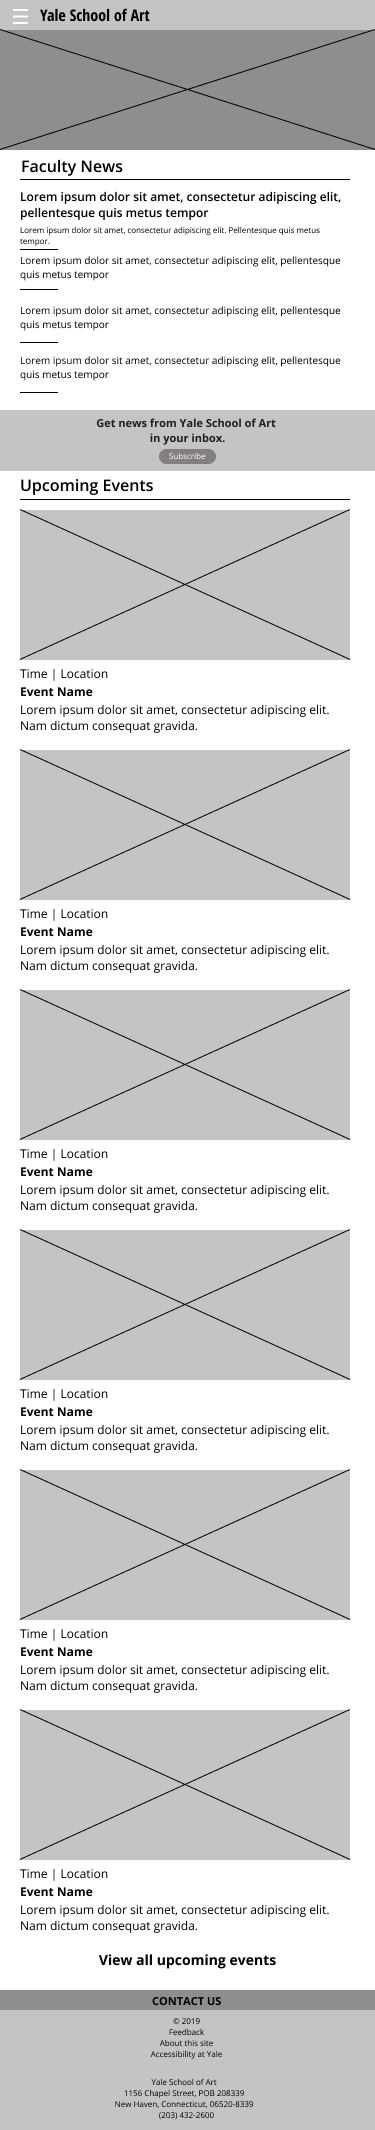 Yale School of Art
Faculty News
Lorem ipsum dolor sit amet, consectetur adipiscing elit,
pellentesque quis metus tempor
Lorem ipsum dolor sit amet, consectetur adipiscing elit. Pellentesque quis metus
tempor.
Lorem ipsum dolor sit amet, consectetur adipiscing elit, pellentesque
quis metus tempor
Lorem ipsum dolor sit amet, consectetur adipiscing elit, pellentesque
quis metus tempor
Lorem ipsum dolor sit amet, consectetur adipiscing elit, pellentesque
quis metus tempor
Get news from Yale School of Art
in your inbox.
Subscribe
Upcoming Events
Time | Location
Event Name
Lorem ipsum dolor sit amet, consectetur adipiscing elit.
Nam dictum consequat gravida.
Time | Location
Event Name
Lorem ipsum dolor sit amet, consectetur adipiscing elit.
Nam dictum consequat gravida.
Time | Location
Event Name
Lorem ipsum dolor sit amet, consectetur adipiscing elit.
Nam dictum consequat gravida.
Time | Location
Event Name
Lorem ipsum dolor sit amet, consectetur adipiscing elit.
Nam dictum consequat gravida.
Time | Location
Event Name
Lorem ipsum dolor sit amet, consectetur adipiscing elit.
Nam dictum consequat gravida.
Time | Location
Event Name
Lorem ipsum dolor sit amet, consectetur adipiscing elit.
Nam dictum consequat gravida.
View all upcoming events
CONTACT US
© 2019
Feedback
About this site
Accessibility at Yale
Yale School of Art
1156 Chapel Street, POB 208339
New Haven, Connecticut, 06520-8339
(203) 432-2600